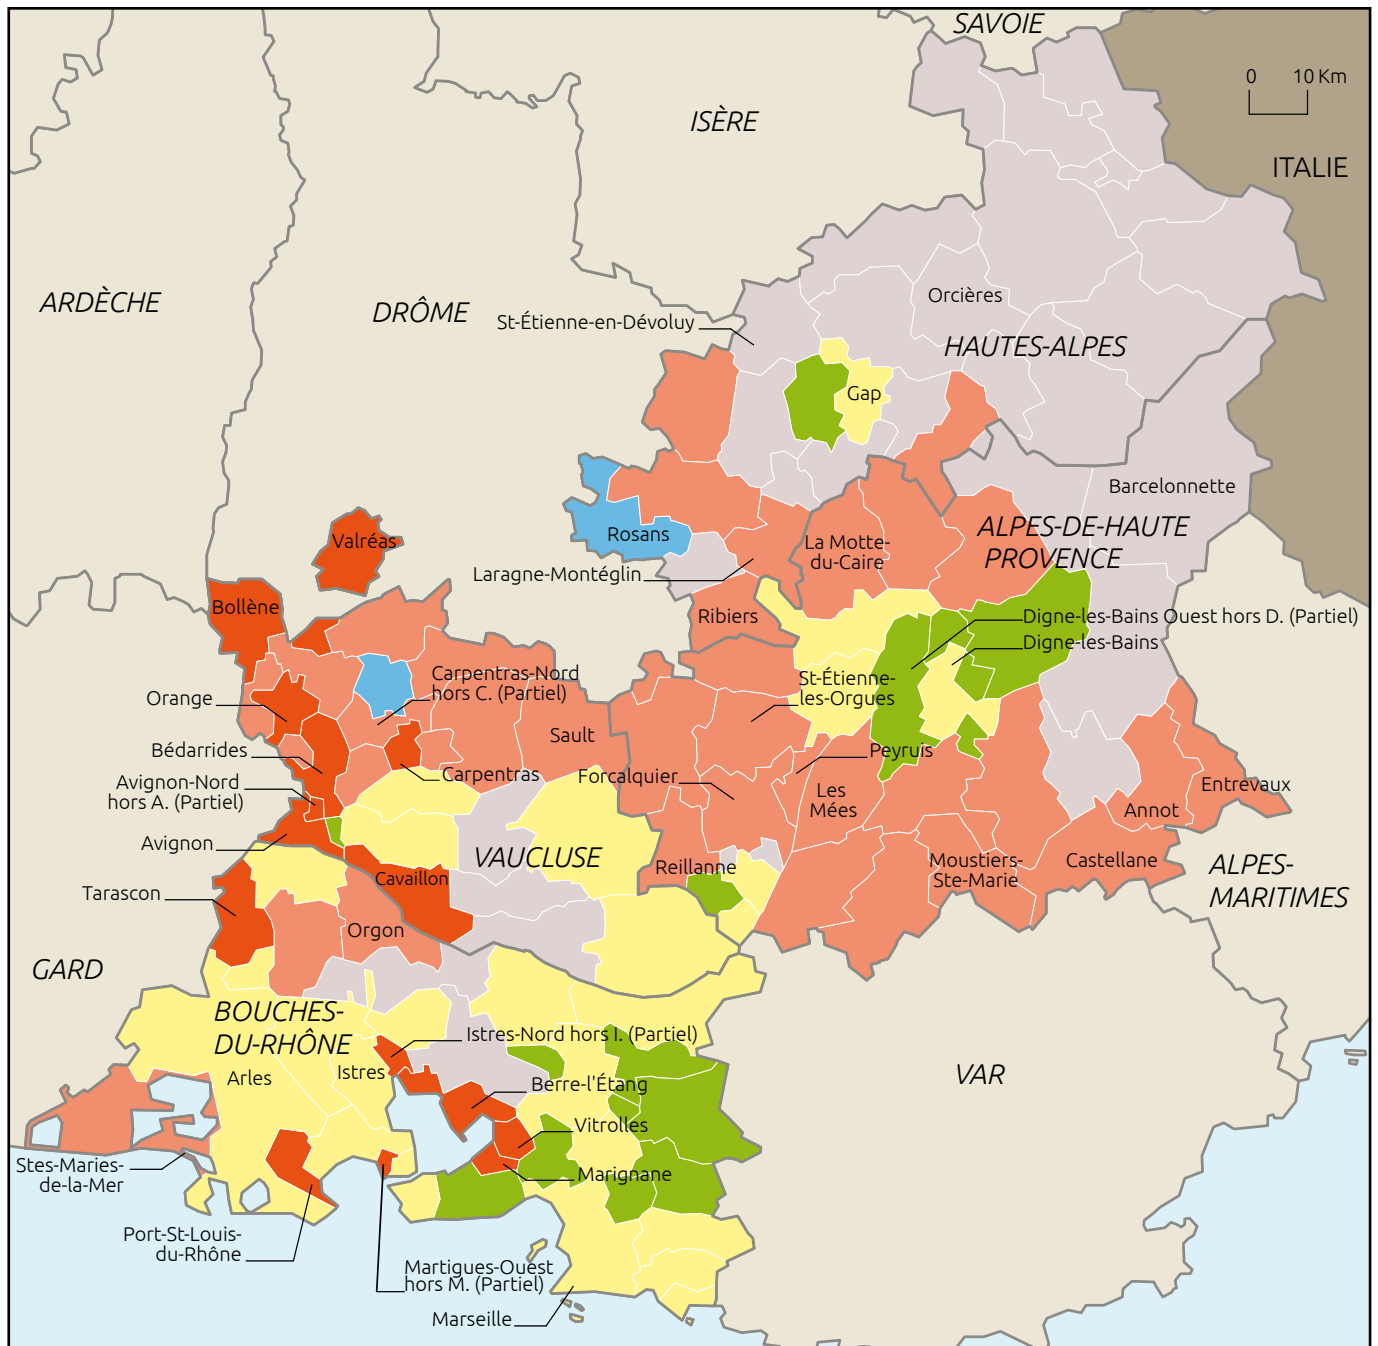 SAVOIE
0 10 Km
ISÈRE
ITALIE
ARDÈCHE
DRÔME
Orcières
St-Étienne-en-Dévoluy
HAUTES-ALPES
Gap
Barcelonnette
Rosans
Valréas
La Motte-
du-Caire
ALPES-DE-HAUTE
PROVENCE
Laragne-Montéglin
Bollène
Ribiers
Digne-les-Bains Ouest hors D. (Partiel)
Digne-les-Bains
Carpentras-Nord
hors C. (Partiel)
St-Étienne-
les-Orgues
Orange
Sault
Bédarrides
Peyruis
Avignon-Nord
hors A. (Partiel)
Carpentras
Forcalquier
Les
Mées
Entrevaux
Annot
Avignon
VAUCLUSE
Reillanne
Moustiers-
Ste-Marie
Castellane
ALPES-
MARITIMES
Cavaillon
Tarascon
Orgon
GARD
BOUCHES-
DU-RHÔNE
Istres-Nord hors I. (Partiel)
Arles
Istres
Berre-l'Étang
VAR
Vitrolles
Stes-Maries-
de-la-Mer
Marignane
Port-St-Louis-
du-Rhône
Martigues-Ouest
hors M. (Partiel)
Marseille